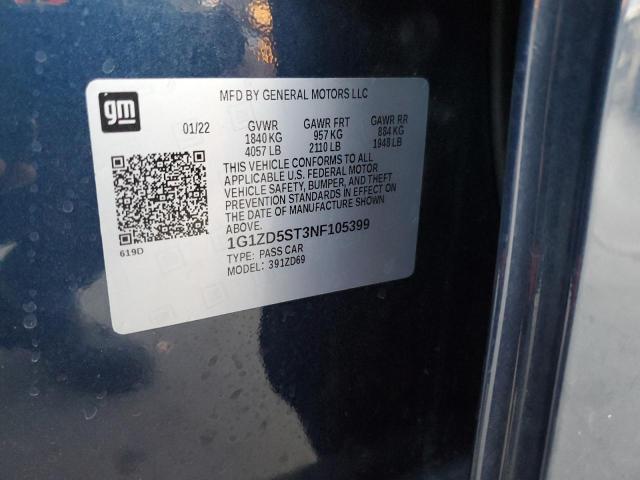 gm
MFD BY GENERAL MOTORS LLC
01/22 GVWR GAWR FRT GAWR RR
1840 KG 957 KG 884 KG
4057 LB 2110 LB 1948 LB
THIS VEHICLE CONFORMS TO ALL
APPLICABLE U.S. FEDERAL MOTOR
VEHICLE SAFETY, BUMPER, AND THEFT
PREVENTION STANDARDS IN EFFECT ON
THE DATE OF MANUFACTURE SHOWN
ABOVE.
1G1ZD5ST3NF105399
TYPE: PASS CAR
MODEL: 391ZD69
619D